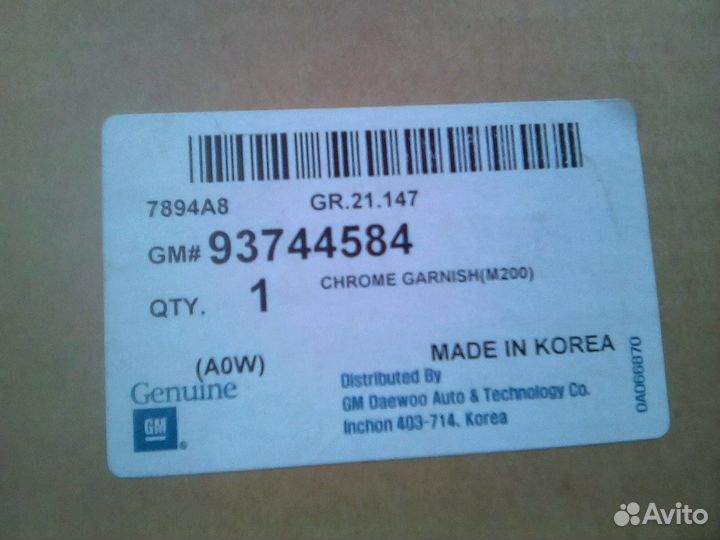 7894A8 GR.21.147
GM# 93744584
CHROME GARNISH(M200)
QTY. 1
(A0W)
MADE IN KOREA
Genuine
GM
Distributed By
GM Daewoo Auto & Technology Co.
Inchon 403-714, Korea
0A066870
Avito